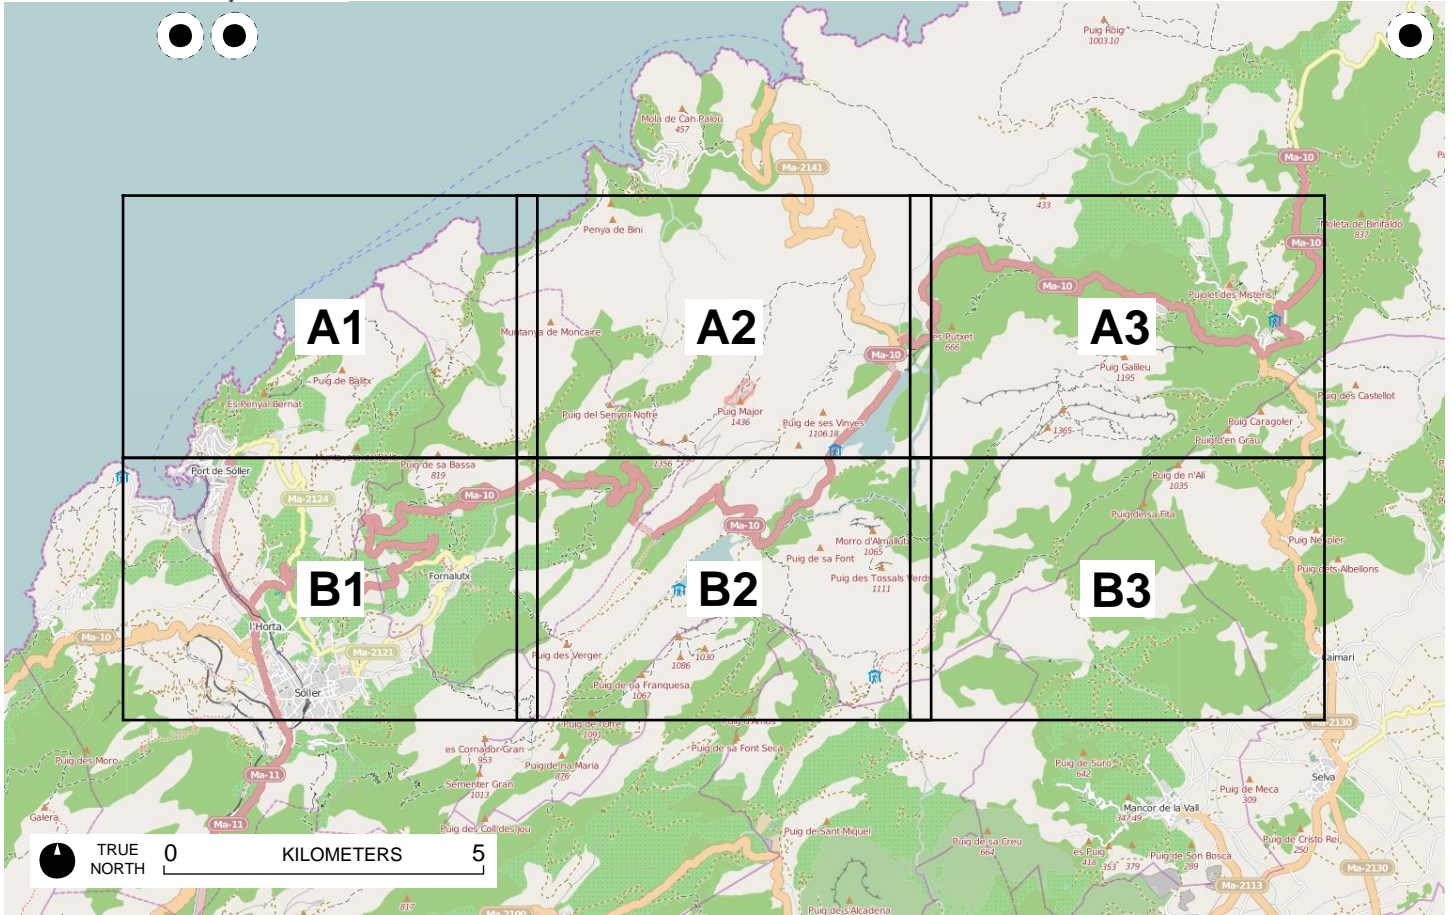 Puig Roig
1003.10
Mola de Can Palou
457
Ma-10
Ma-2141
433
Moleta de Binifaldó
837
Penya de Bini
Ma-10
Ma-10
Pujolet des Misteris
A1
A2
A3
Muntanya de Moncaire
es Putxet
666
Ma-10
Puig Galileu
1195
Puig de Bàlitx
Es Penyal Bernat
Puig des Castellot
Puig del Senyor Nofre
Puig Major
1436
Puig de ses Vinyes
1106.18
Puig Caragoler
1365
Puig d'en Grau
1356
Port de Sóller
Puig de sa Bassa
819
Puig de n'Alí
1035
Ma-2124
Ma-10
Puig de sa Fita
Ma-10
Morro d'Almallutx
1065
Puig Nespler
Puig de sa Font
Puig dets Albellons
Fornalutx
Puig des Tossals Verds
1111
B1
B2
B3
l'Horta
Ma-10
Ma-2121
Puig des Verger
1086
1030
Caimari
Sóller
Puig de na Franquesa
1067
Puig de l'Ofre
1091
Ma-2130
es Cornador Gran
953
Puig de sa Font Seca
Puig des Moro
Puig de na Maria
876
Puig de Suro
642
Ma-11
Sementer Gran
1013
Selva
Puig de Meca
309
Mancor de la Vall
347.49
Galera
Ma-11
Puig des Coll des Jou
Puig de Sant Miquel
Puig de sa Creu
664
Puig de Cristo Rei
250
es Puig
418
353
379
Puig de Son Bosca
289
TRUE
NORTH
0
KILOMETERS
5
Ma-2130
Ma-2113
817
Ma-2100
Puig de s'Alcadena